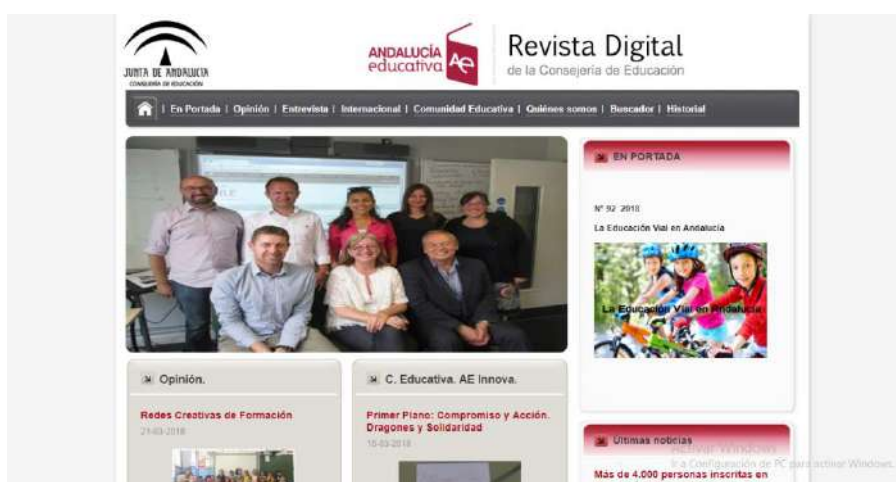 JUNTA DE ANDALUCIA
CONSEJERÍA DE EDUCACIÓN
ANDALUCÍA
educativa
Ae
Revista Digital
de la Consejería de Educación
| En Portada | Opinión | Entrevista | Internacional | Comunidad Educativa | Quiénes somos | Buscador | Historial
EN PORTADA
Nº 92 2018
La Educación Vial en Andalucía
La Educación Vial en Andalucía
Opinión.
Redes Creativas de Formación
21-03-2018
C. Educativa. AE Innova.
Primer Plano: Compromiso y Acción.
Dragones y Solidaridad
Últimas noticias
Más de 4.000 personas inscritas en
Activar Windows
Ir a Configuración de PC para activar Windows.